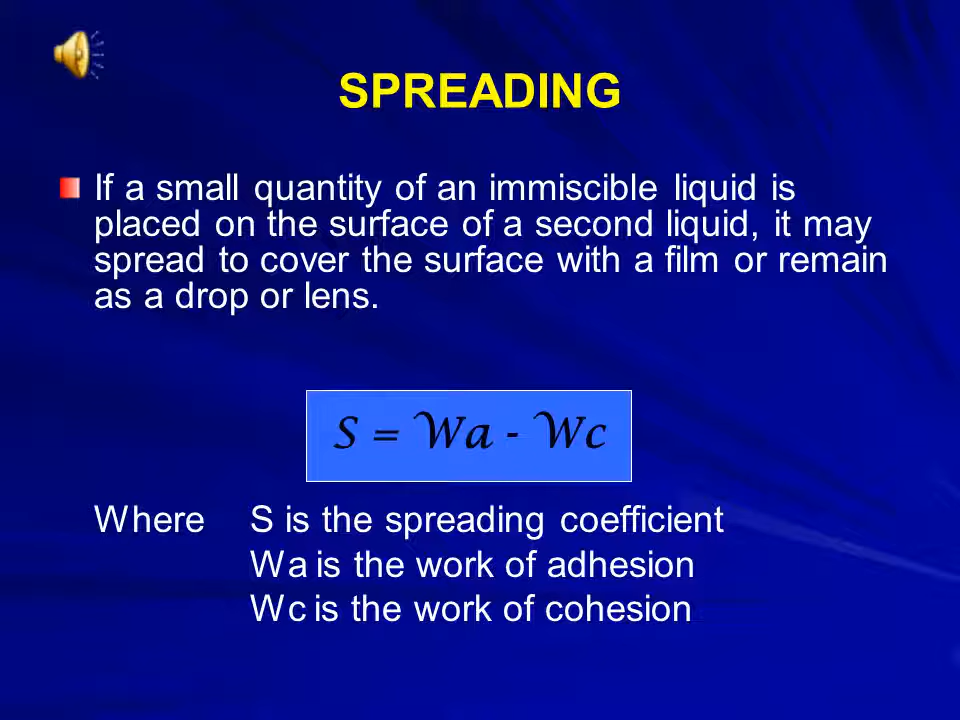 SPREADING
If a small quantity of an immiscible liquid is
placed on the surface of a second liquid, it may
spread to cover the surface with a film or remain
as a drop or lens.
S = Wa - Wc
Where S is the spreading coefficient
Wa is the work of adhesion
Wc is the work of cohesion